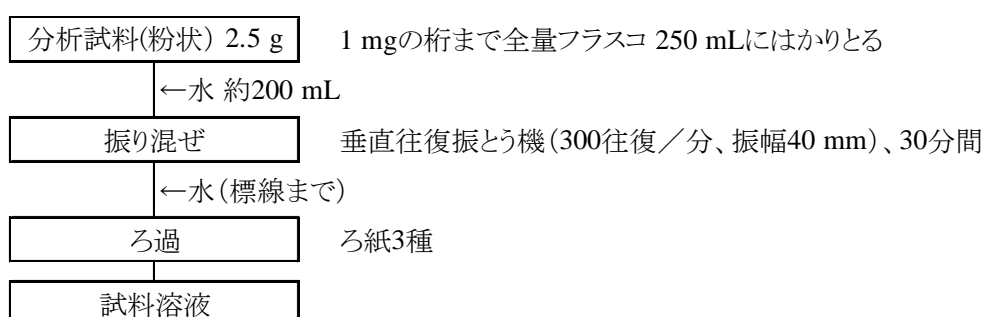 分析試料(粉状) 2.5 g 1 mgの桁まで全量フラスコ 250 mLにはかりとる
←水 約200 mL
振り混ぜ 垂直往復振とう機(300往復／分、振幅40 mm)、30分間
←水(標線まで)
ろ過 ろ紙3種
試料溶液